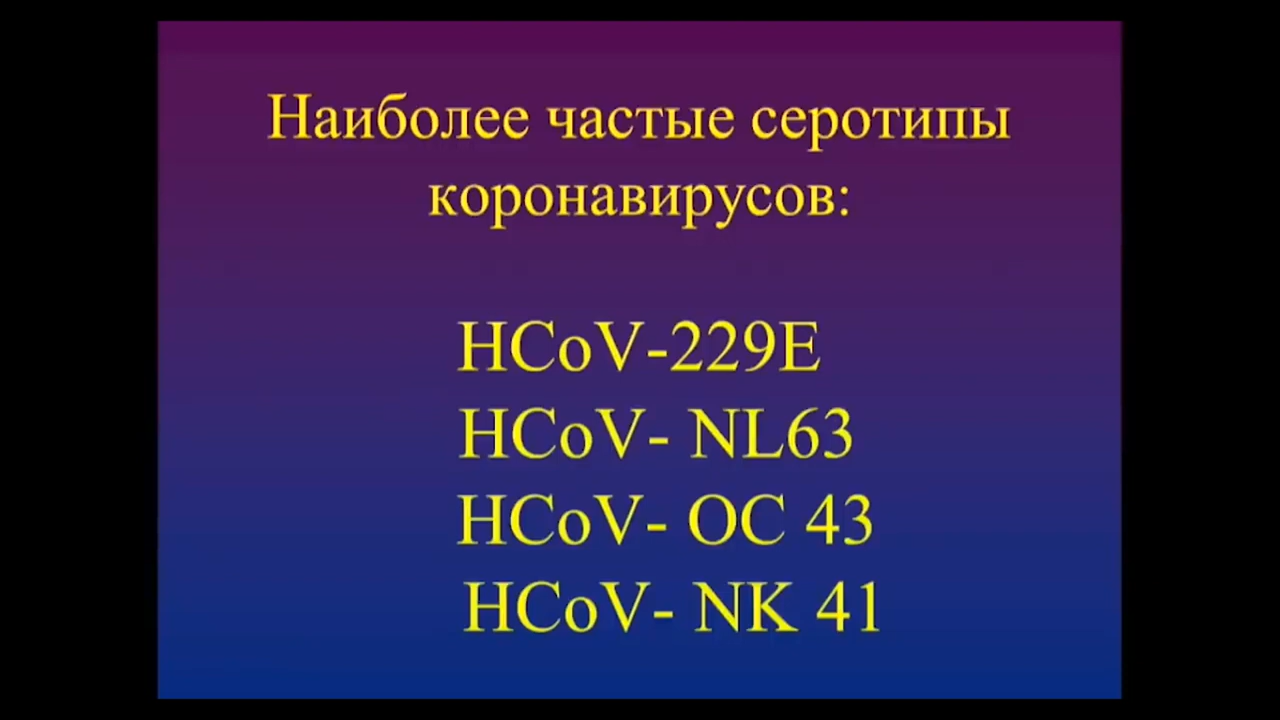 Наиболее частые серотипы
коронавирусов:
HCoV-229E
HCoV- NL63
HCoV- OC 43
HCoV- NK 41